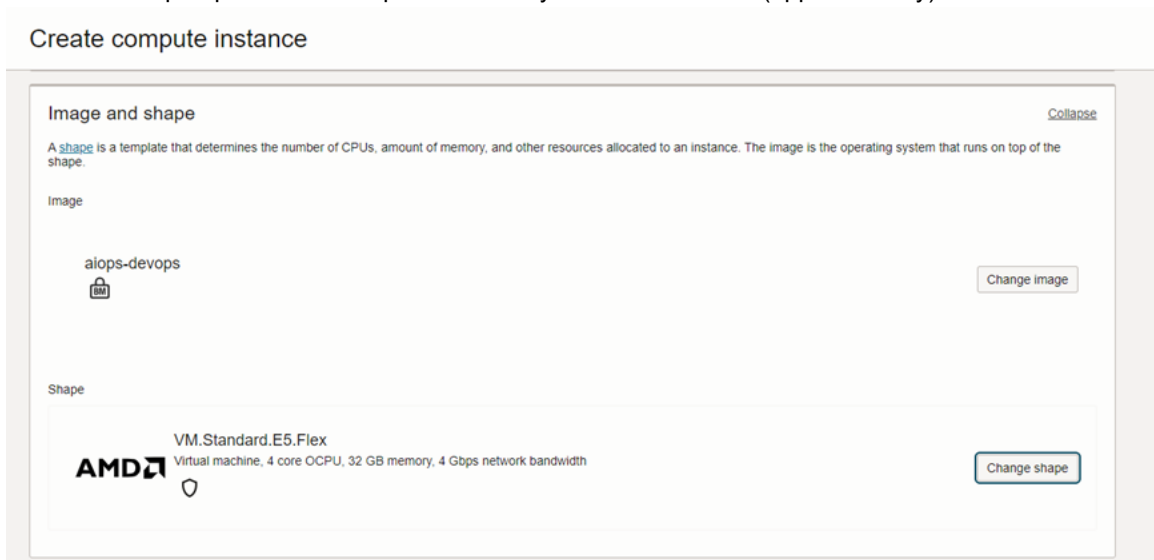 Create compute instance
Image and shape
Collapse
A shape is a template that determines the number of CPUs, amount of memory, and other resources allocated to an instance. The image is the operating system that runs on top of the
shape.
Image
aiops-devops
BM
Change image
Shape
VM.Standard.E5.Flex
AMD
Virtual machine, 4 core OCPU, 32 GB memory, 4 Gbps network bandwidth
Change shape